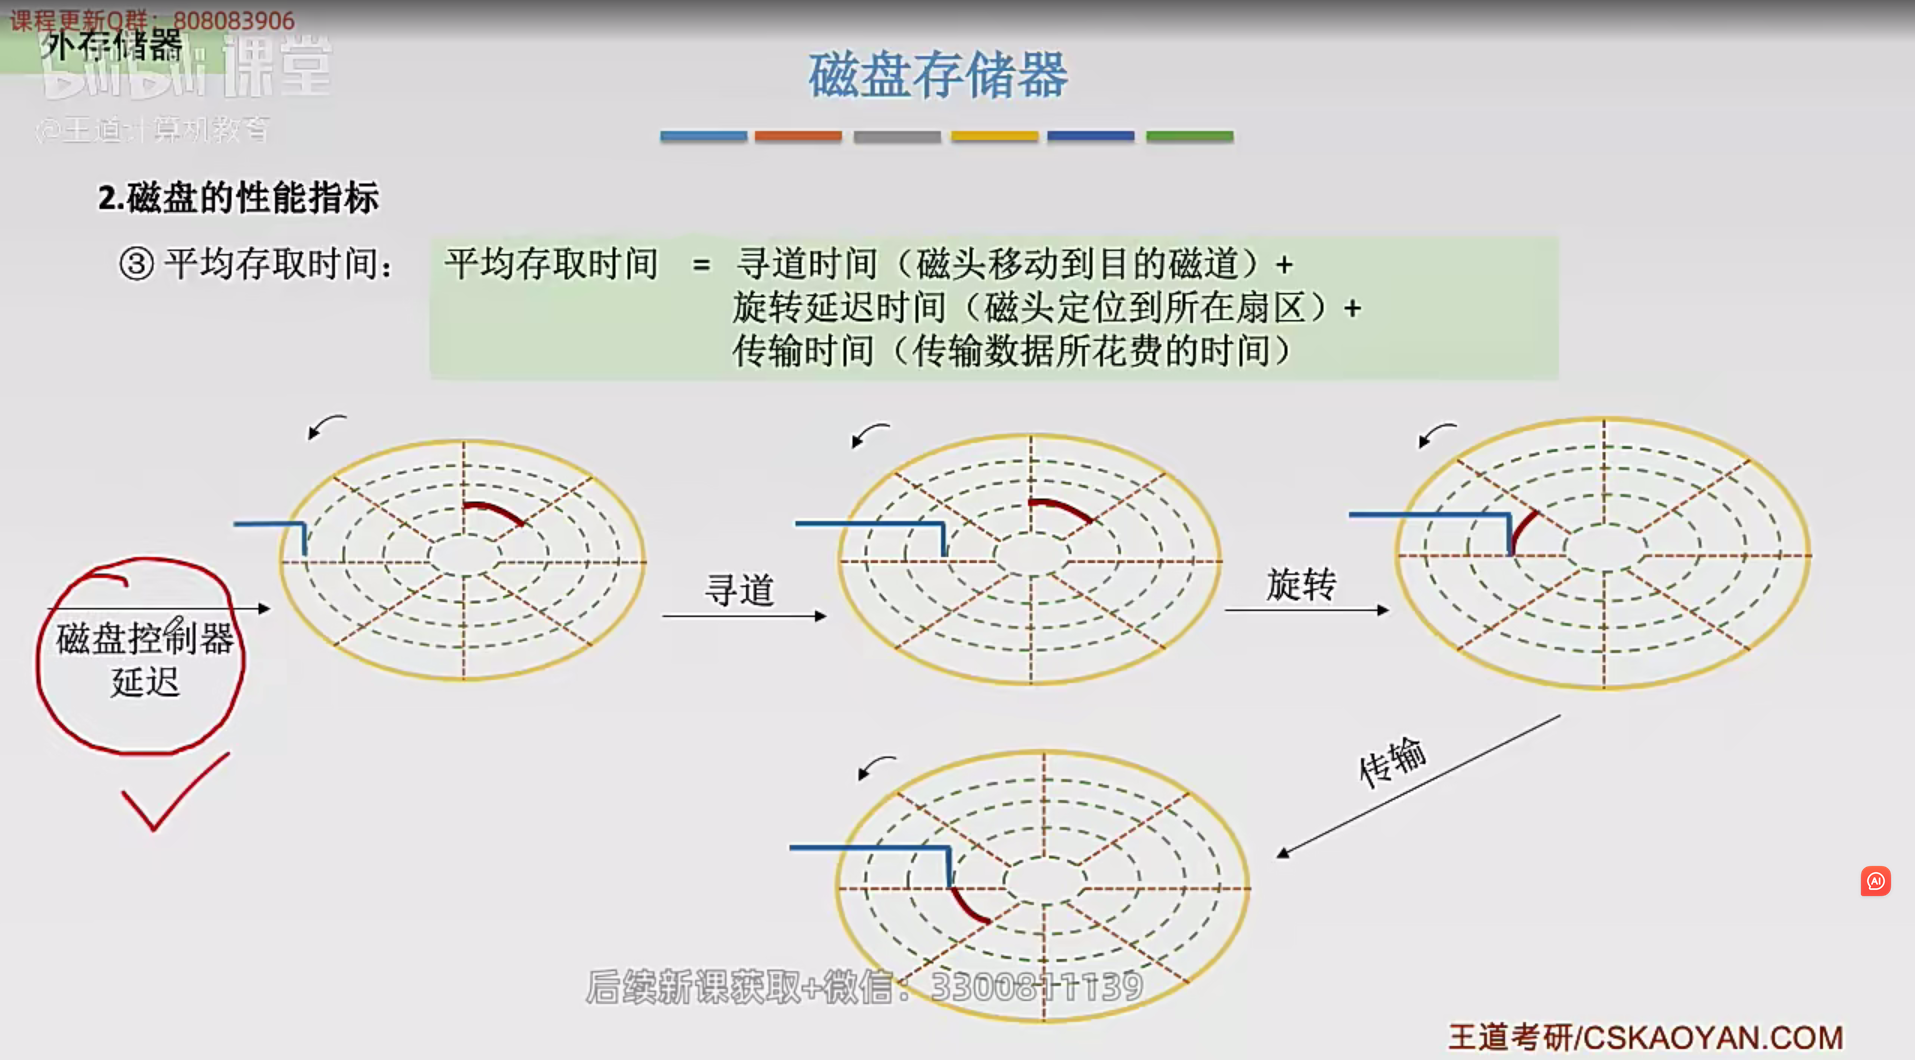 课程更新Q群：808083906
外存储器
bilibili 课堂
@王道计算机教育
磁盘存储器
2.磁盘的性能指标
③ 平均存取时间：
平均存取时间 = 寻道时间（磁头移动到目的磁道）+
旋转延迟时间（磁头定位到所在扇区）+
传输时间（传输数据所花费的时间）
磁盘控制器
延迟
寻道
旋转
传输
AI
后续新课获取+微信：3300811139
王道考研/CSKAOYAN.COM